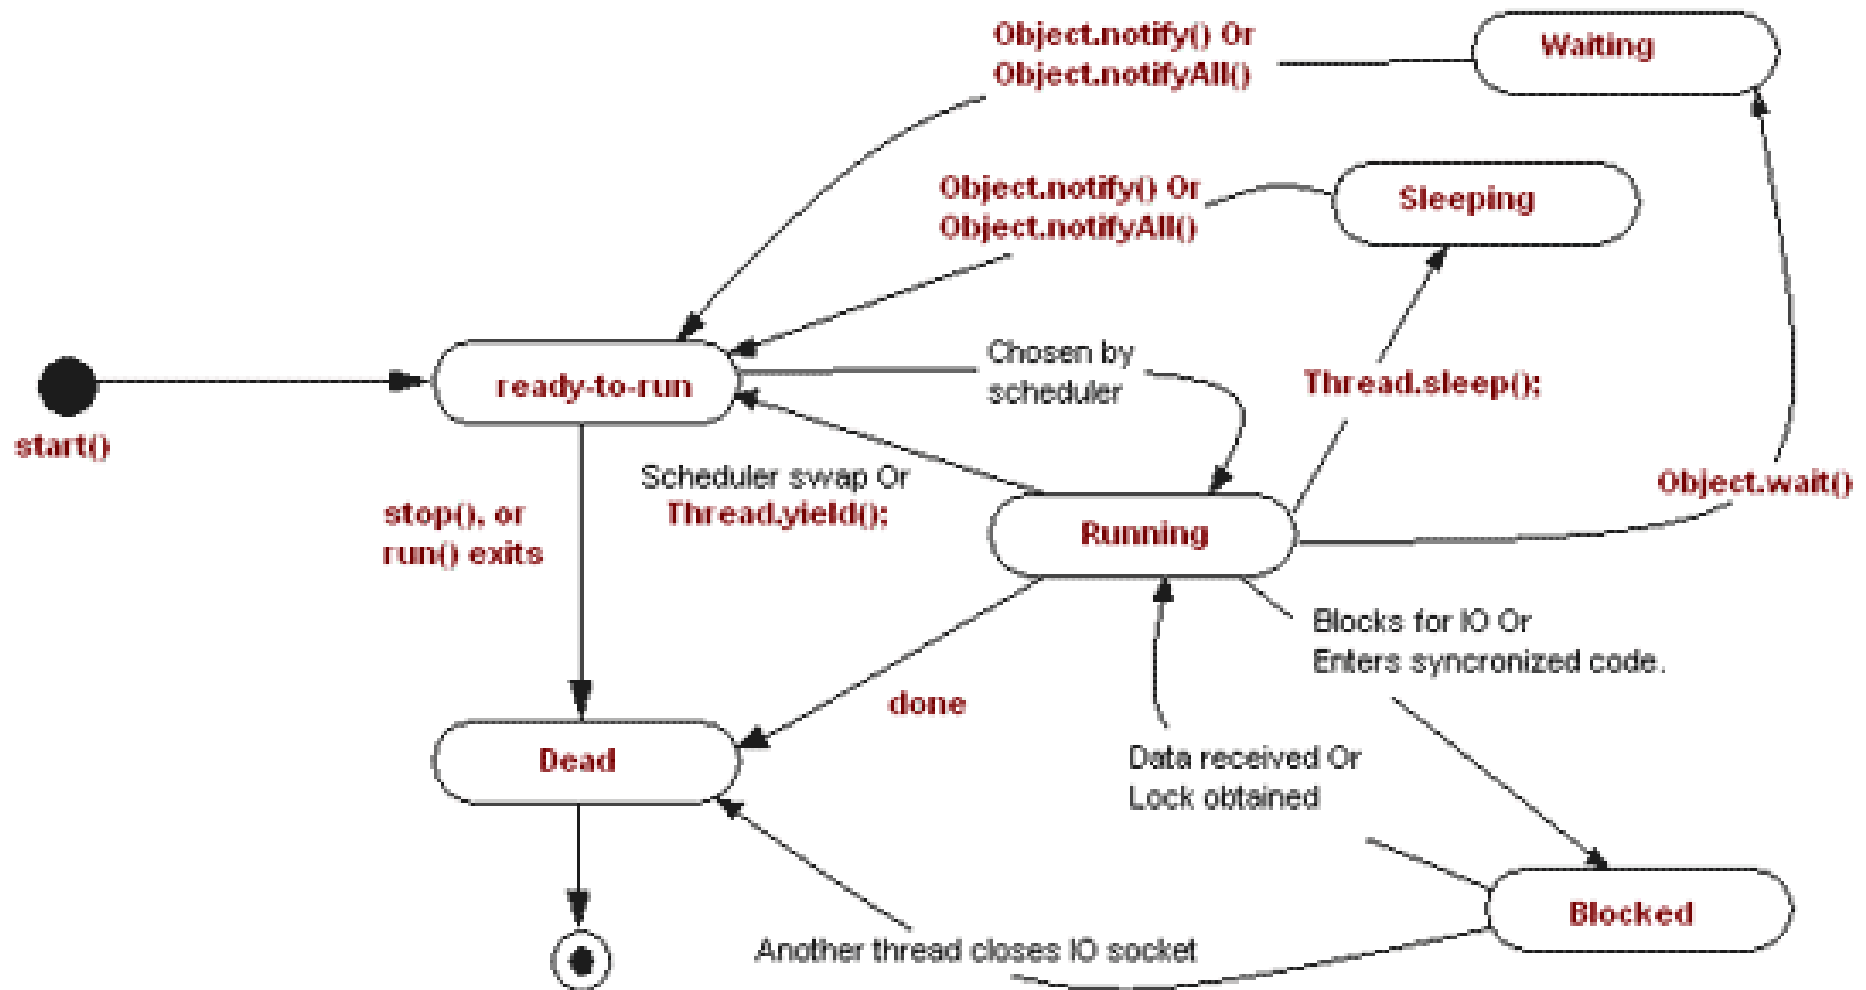 Object.notify() Or
Object.notifyAll()
Waiting
Object.notify() Or
Object.notifyAll()
Sleeping
Chosen by
scheduler
ready-to-run
Thread.sleep();
start()
Scheduler swap Or
Thread.yield();
Object.wait()
stop(), or
run() exits
Running
Blocks for IO Or
Enters syncronized code.
done
Dead
Data received Or
Lock obtained
Blocked
Another thread closes IO socket